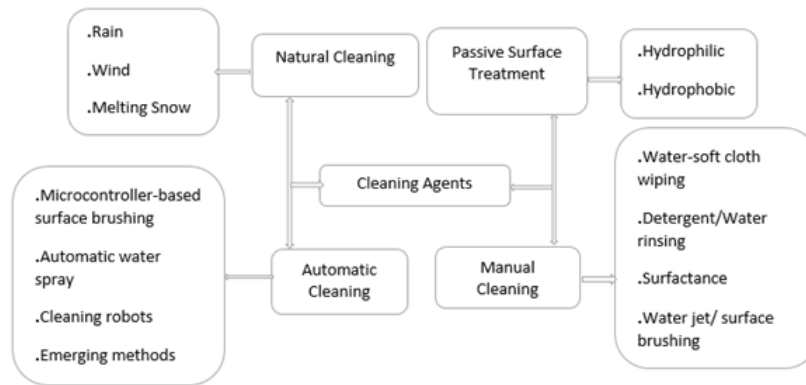 .Rain
.Wind
.Melting Snow
Natural Cleaning
Passive Surface
Treatment
.Hydrophilic
.Hydrophobic
Cleaning Agents
.Microcontroller-based
surface brushing
.Automatic water
spray
.Cleaning robots
.Emerging methods
Automatic
Cleaning
Manual
Cleaning
.Water-soft cloth
wiping
.Detergent/Water
rinsing
.Surfactance
.Water jet/ surface
brushing